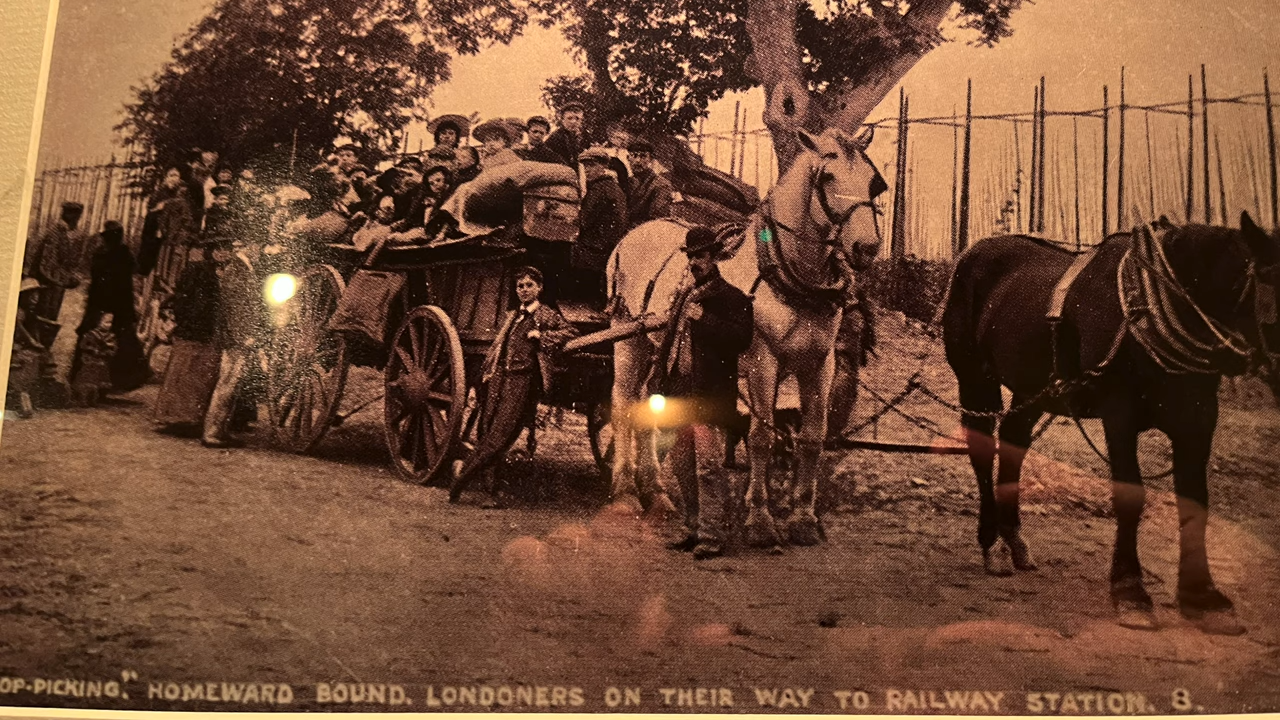 OP-PICKING." HOMEWARD BOUND. LONDONERS ON THEIR WAY TO RAILWAY STATION. 8.